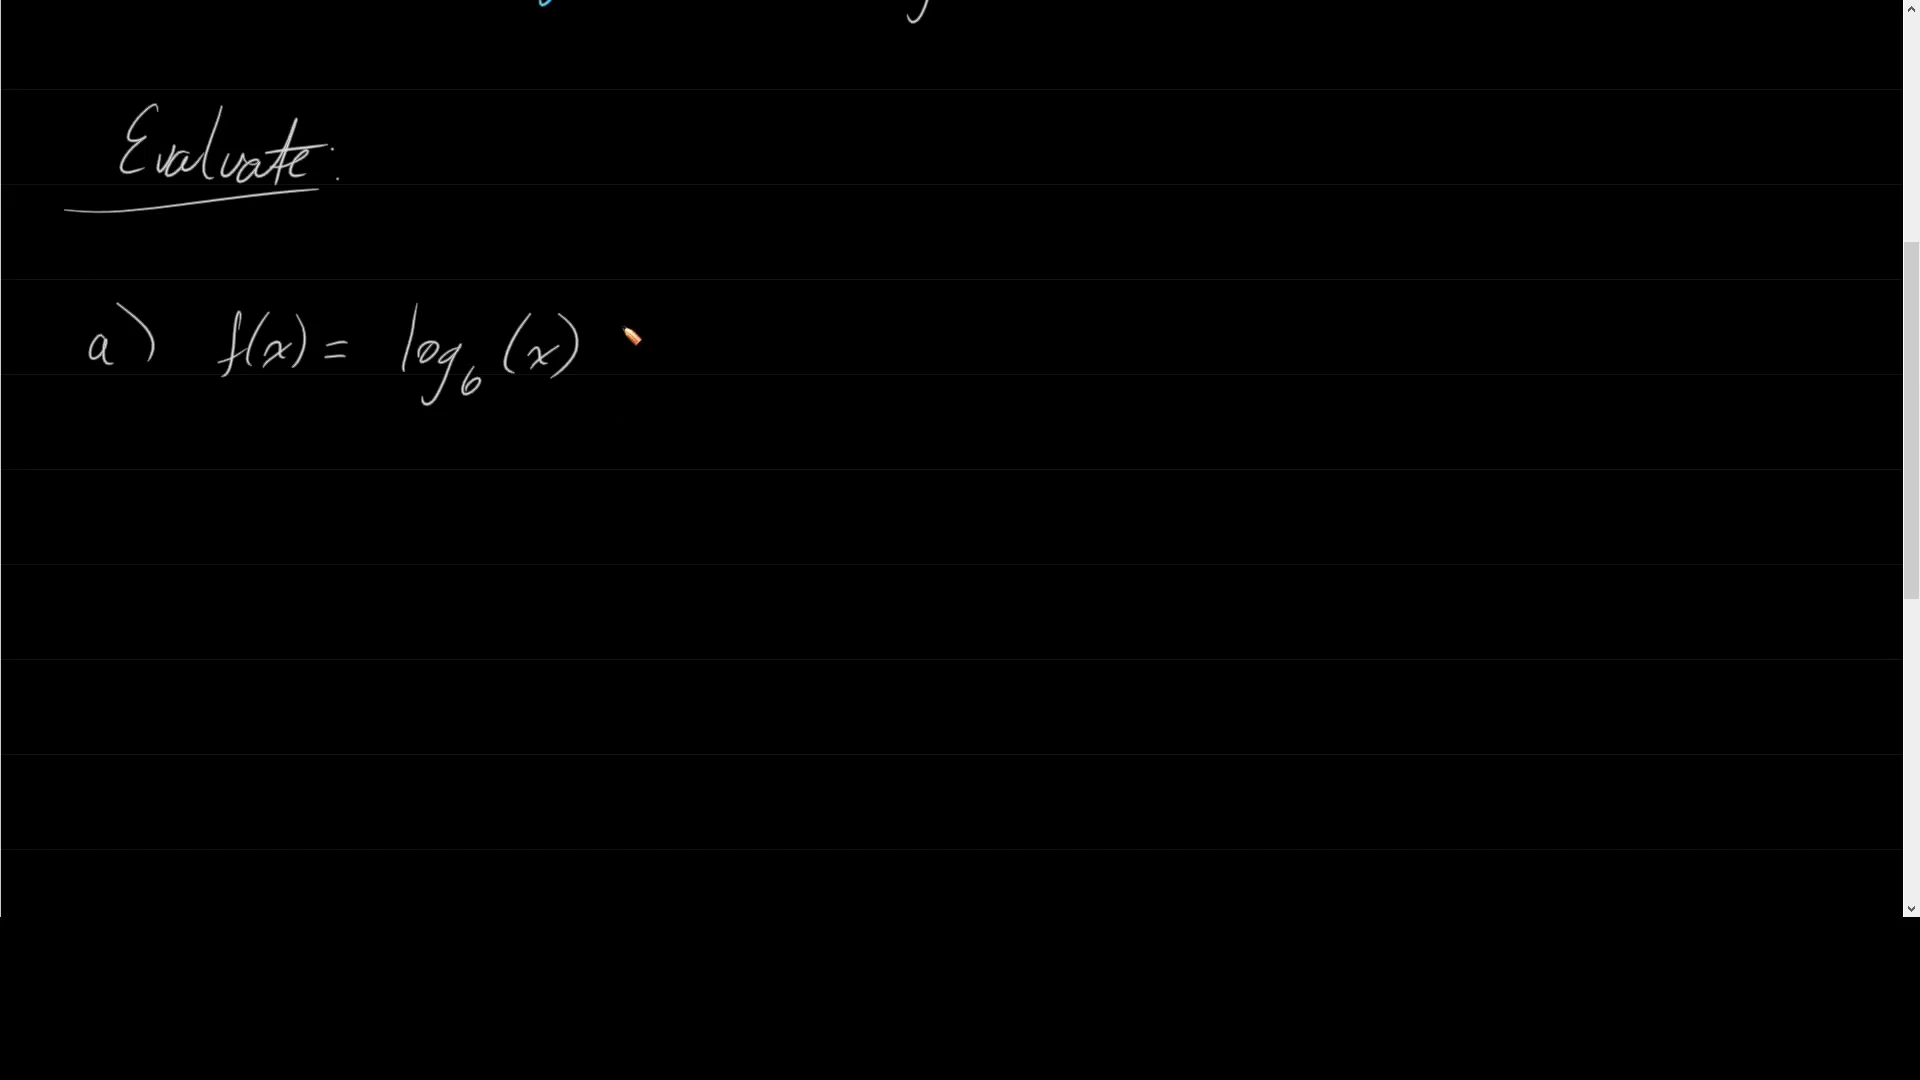 Evaluate:
a) f(x) = log₆ (x)